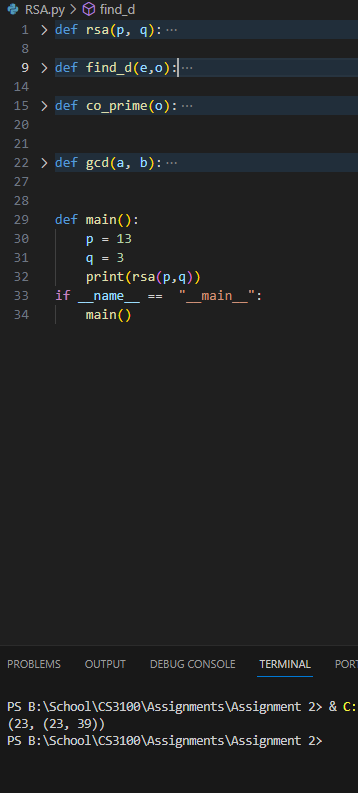 RSA.py > find_d
1 > def rsa(p, q): ...
8
9 > def find_d(e,o): ...
14
15 > def co_prime(o): ...
20
21
22 > def gcd(a, b): ...
27
28
29 def main():
30     p = 13
31     q = 3
32     print(rsa(p,q))
33 if __name__ ==  "__main__":
34     main()
PROBLEMS OUTPUT DEBUG CONSOLE TERMINAL PORT
PS B:\School\CS3100\Assignments\Assignment 2> & C:
(23, (23, 39))
PS B:\School\CS3100\Assignments\Assignment 2>